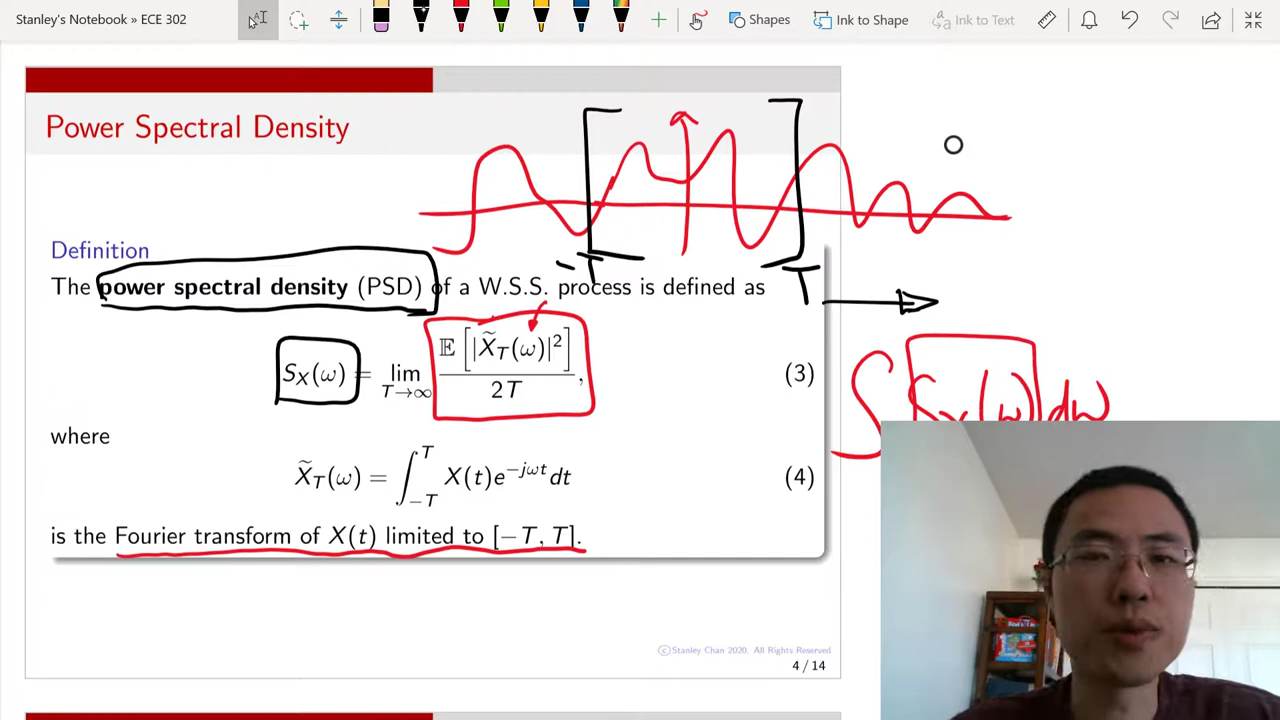 Stanley's Notebook » ECE 302
Shapes
Ink to Shape
Ink to Text
Power Spectral Density
Definition
The power spectral density (PSD) of a W.S.S. process is defined as
S_X(ω) = lim_{T→∞} 𝔼[|X̃_T(ω)|²] / 2T, (3)
where
X̃_T(ω) = ∫_{-T}^{T} X(t)e^{-jωt}dt (4)
is the Fourier transform of X(t) limited to [−T, T].
-T
T
∫ S_X(ω) dω
©Stanley Chan 2020. All Rights Reserved
4 / 14